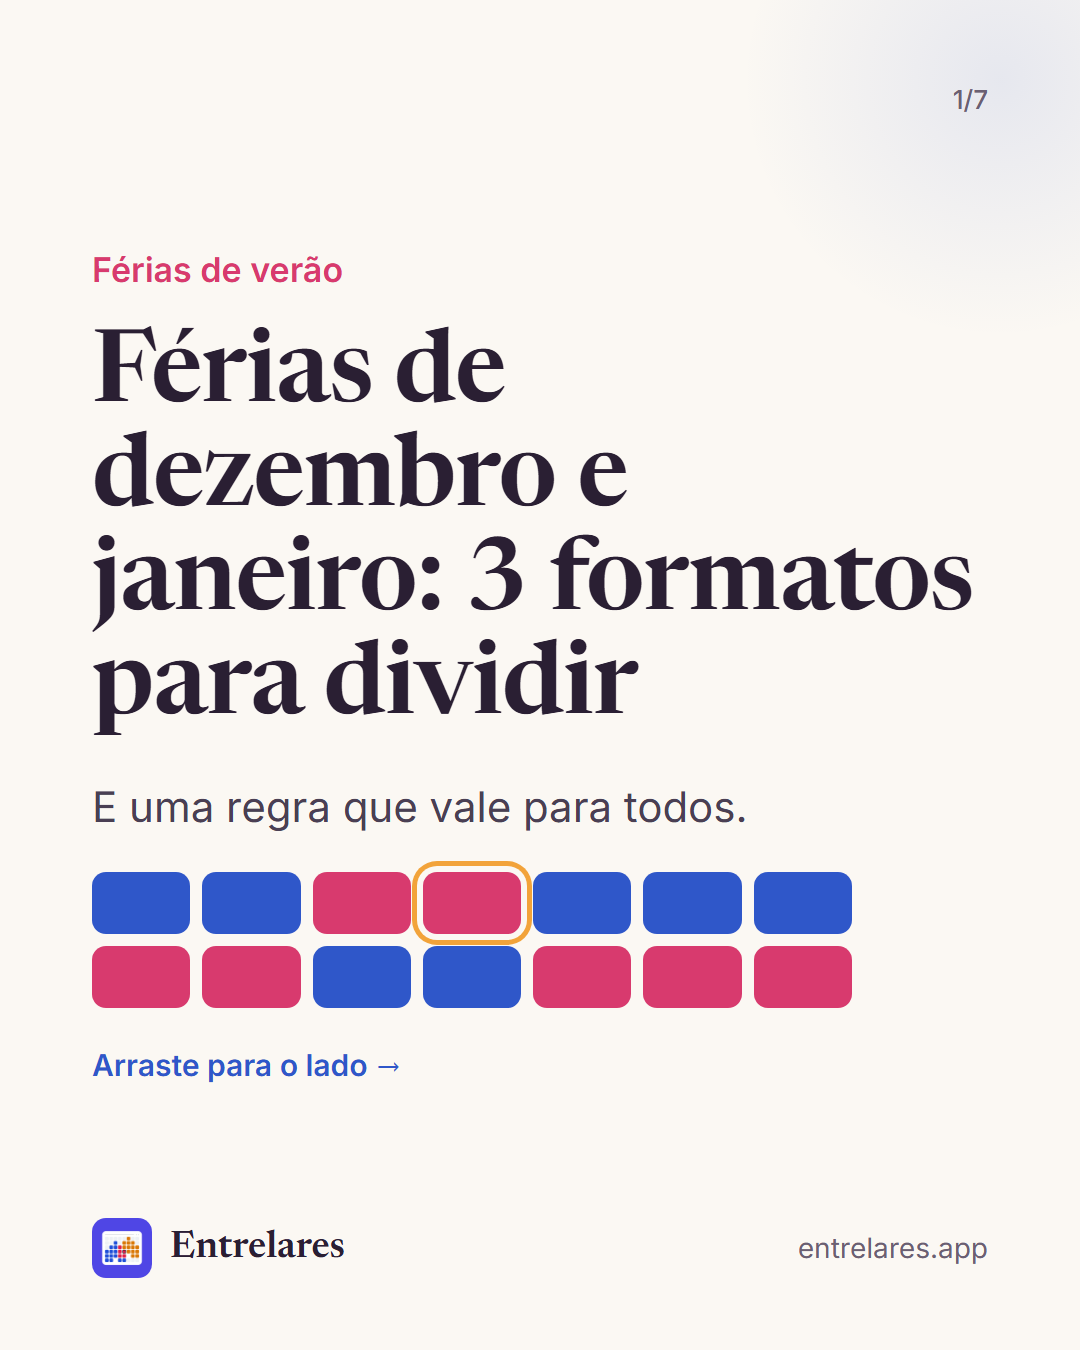 1/7
Férias de verão
Férias de
dezembro e
janeiro: 3 formatos
para dividir
E uma regra que vale para todos.
Arraste para o lado →
Entrelares
entrelares.app